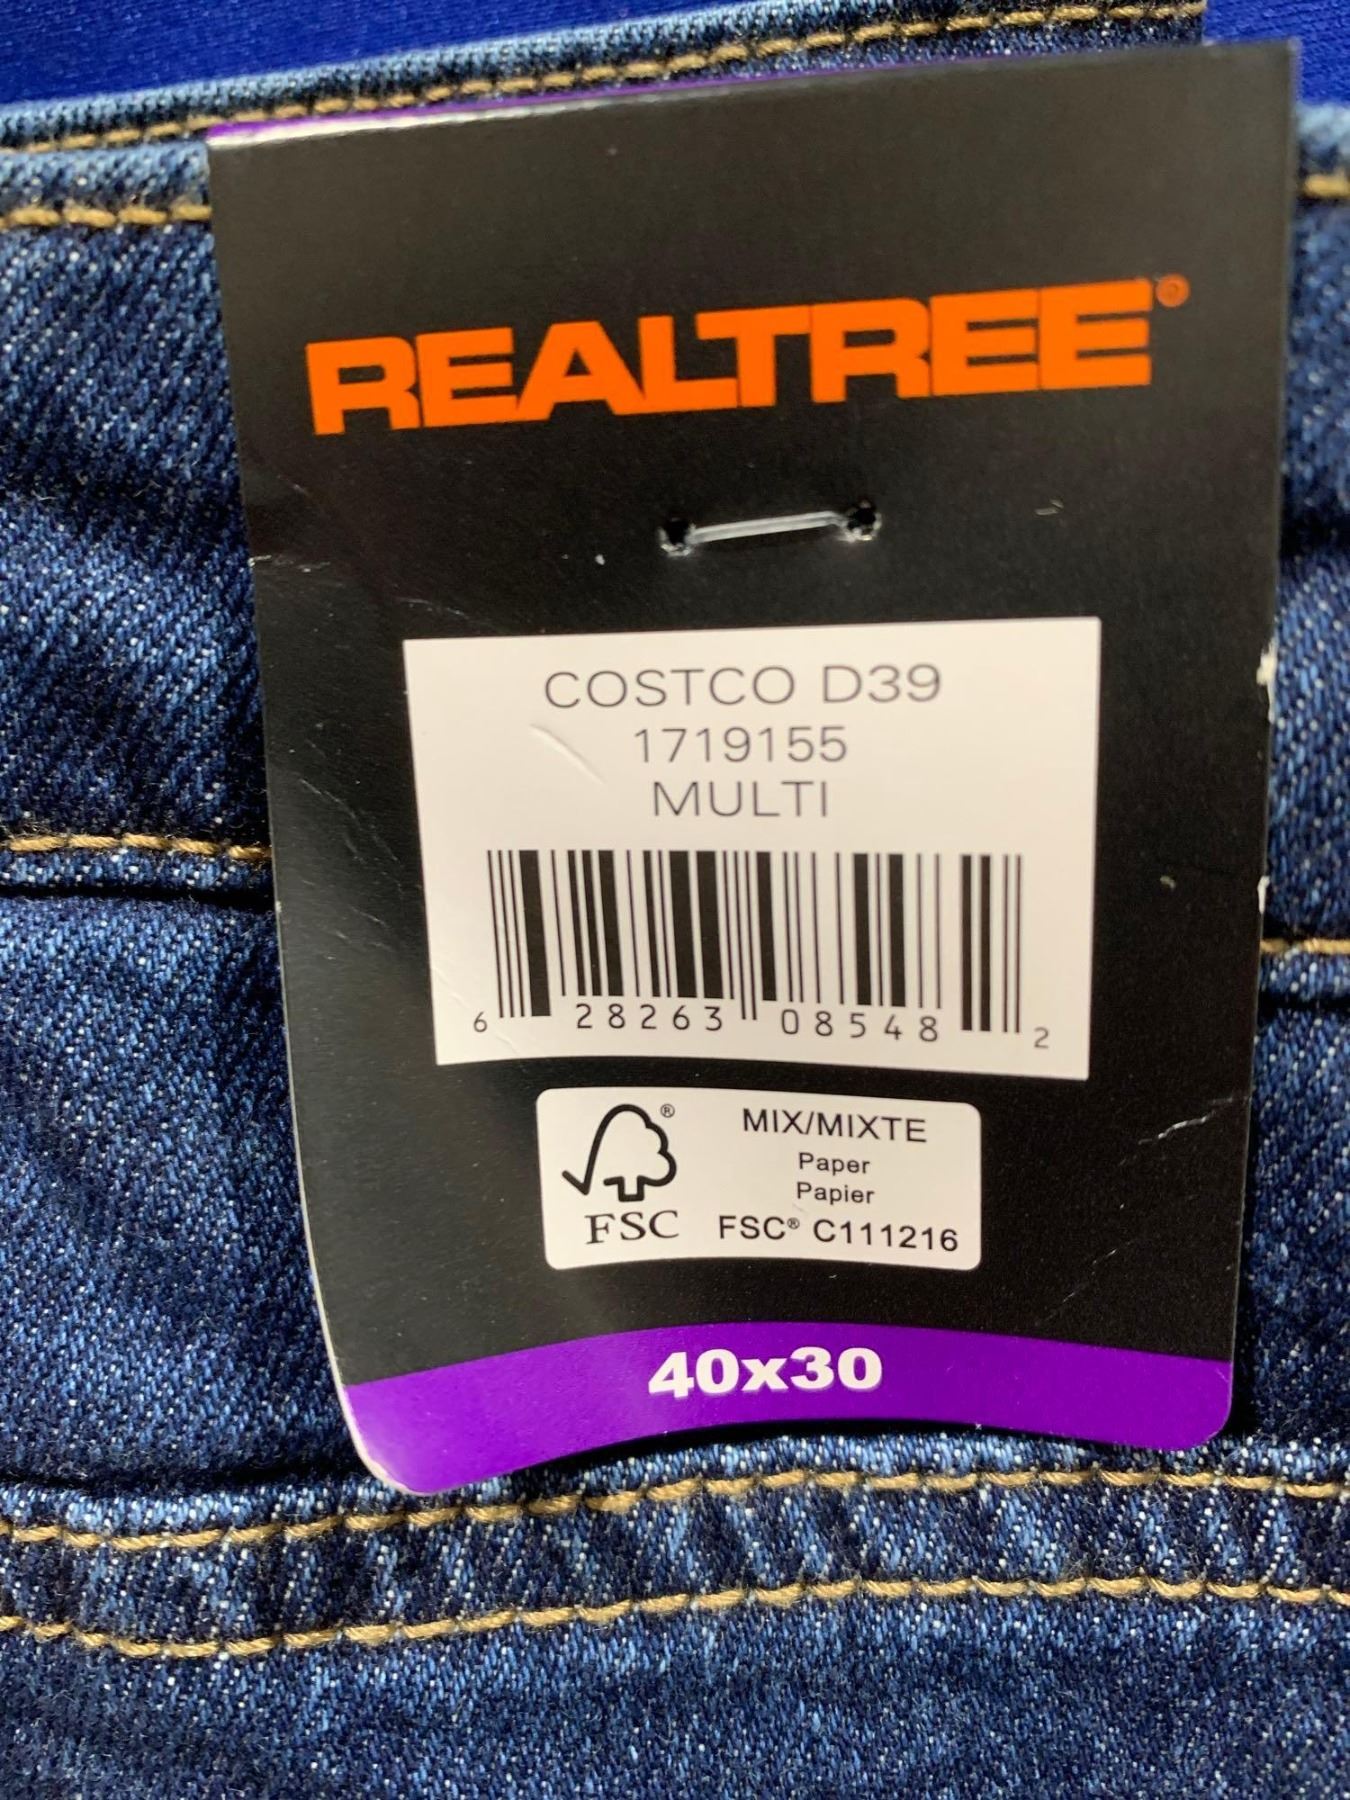 REALTREE®
COSTCO D39
1719155
MULTI
6 28263 08548 2
®
MIX/MIXTE
Paper
Papier
FSC
FSC® C111216
40x30